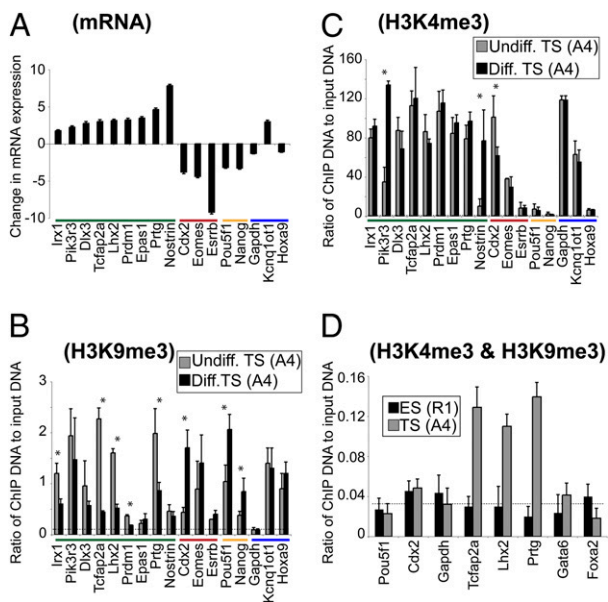 A
(mRNA)
Change in mRNA expression
10
5
0
-5
-10
Irx1
Pik3r3
Dlx3
Tcfap2a
Lhx2
Prdm1
Epas1
Prtg
Nostrin
Cdx2
Eomes
Esrrb
Pou5f1
Nanog
Gapdh
Kcnq1ot1
Hoxa9
C
(H3K4me3)
Undiff. TS (A4)
Diff. TS (A4)
Ratio of ChIP DNA to input DNA
160
120
80
40
0
*
*
*
Irx1
Pik3r3
Dlx3
Tcfap2a
Lhx2
Prdm1
Epas1
Prtg
Nostrin
Cdx2
Eomes
Esrrb
Pou5f1
Nanog
Gapdh
Kcnq1ot1
Hoxa9
B
(H3K9me3)
Undiff. TS (A4)
Diff.TS (A4)
Ratio of ChIP DNA to input DNA
3
2
1
0
*
*
*
*
*
*
*
*
Irx1
Pik3r3
Dlx3
Tcfap2a
Lhx2
Prdm1
Epas1
Prtg
Nostrin
Cdx2
Eomes
Esrrb
Pou5f1
Nanog
Gapdh
Kcnq1ot1
Hoxa9
D
(H3K4me3 & H3K9me3)
ES (R1)
TS (A4)
Ratio of ChIP DNA to input DNA
0.16
0.12
0.08
0.04
0.00
Pou5f1
Cdx2
Gapdh
Tcfap2a
Lhx2
Prtg
Gata6
Foxa2